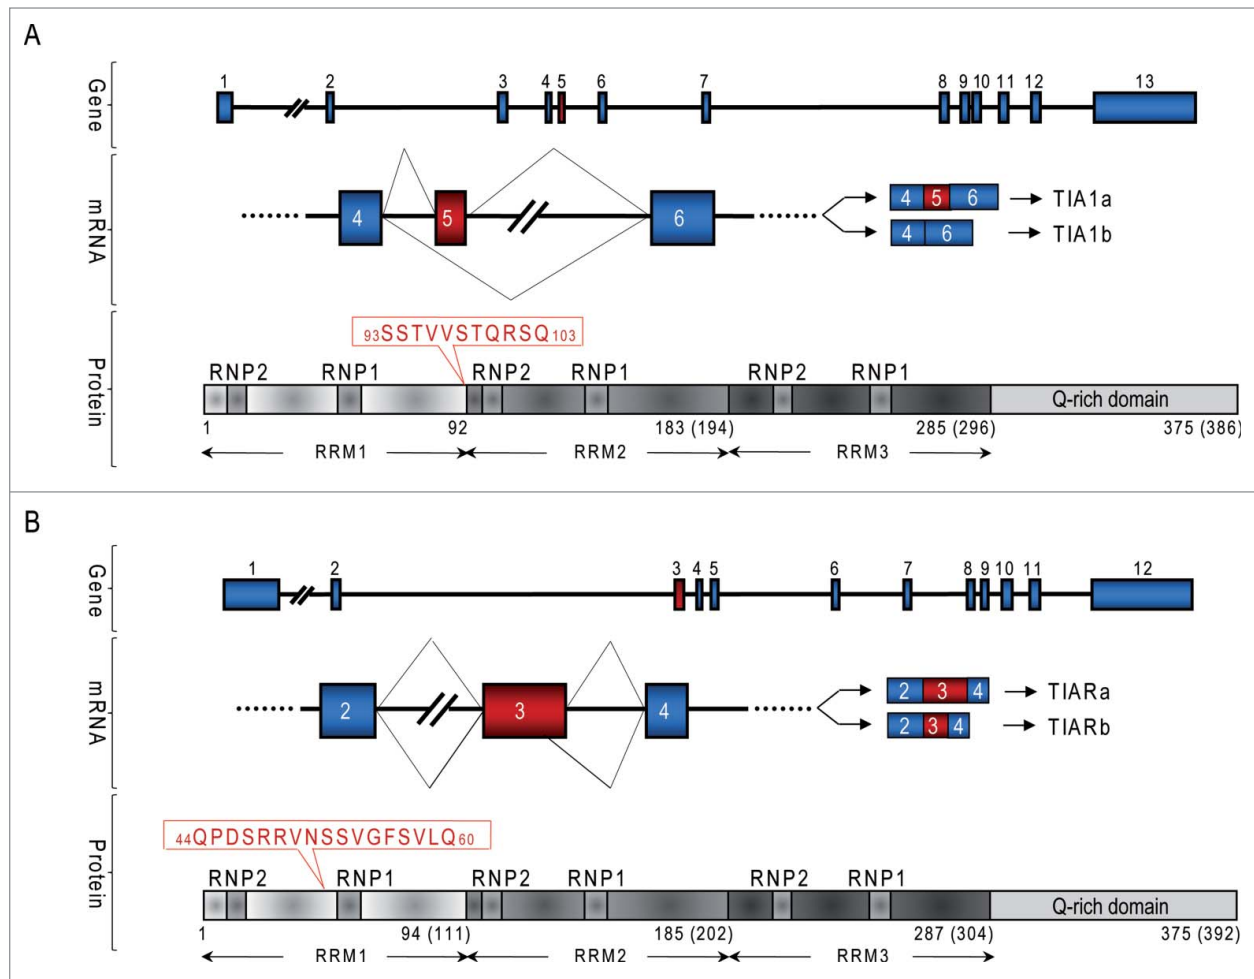 A
Gene
1 2 3 4 5 6 7 8 9 10 11 12 13
mRNA
4 5 6
4 5 6 TIA1a
4 6 TIA1b
Protein
93SSTVVSTQRSQ103
RNP2 RNP1 RNP2 RNP1 RNP2 RNP1
Q-rich domain
1 92 183 (194) 285 (296) 375 (386)
RRM1 RRM2 RRM3
B
Gene
1 2 3 4 5 6 7 8 9 10 11 12
mRNA
2 3 4
2 3 4 TIARa
2 3 4 TIARb
Protein
44QPDSRRVNSSVGFSVLQ60
RNP2 RNP1 RNP2 RNP1 RNP2 RNP1
Q-rich domain
1 94 (111) 185 (202) 287 (304) 375 (392)
RRM1 RRM2 RRM3